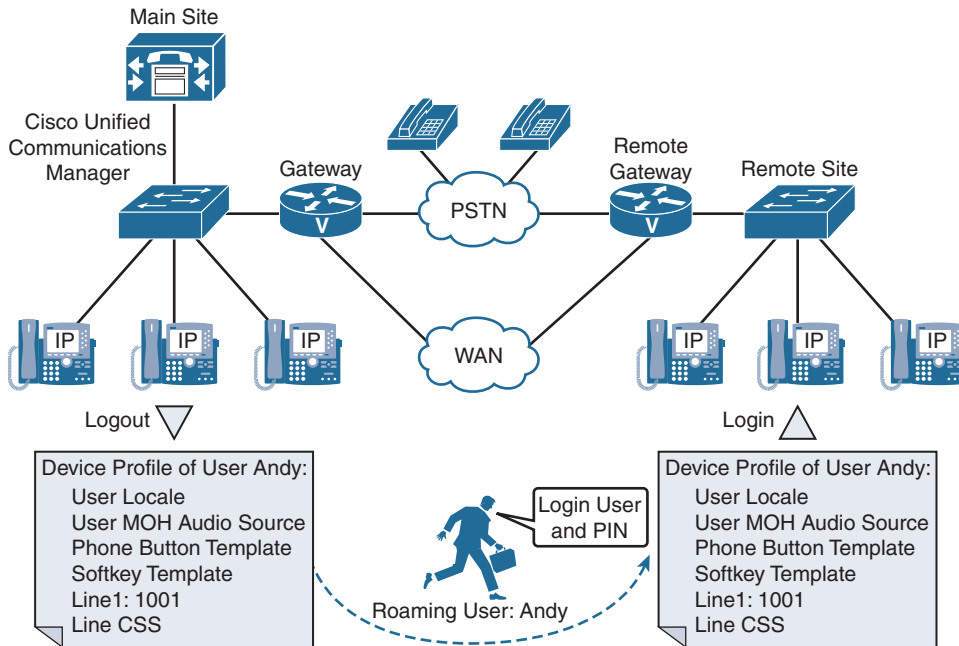 Main Site
Cisco Unified
Communications
Manager
Gateway
PSTN
Remote
Gateway
Remote Site
V
V
IP
IP
IP
WAN
IP
IP
IP
Logout
Login
Device Profile of User Andy:
User Locale
User MOH Audio Source
Phone Button Template
Softkey Template
Line1: 1001
Line CSS
Login User
and PIN
Roaming User: Andy
Device Profile of User Andy:
User Locale
User MOH Audio Source
Phone Button Template
Softkey Template
Line1: 1001
Line CSS